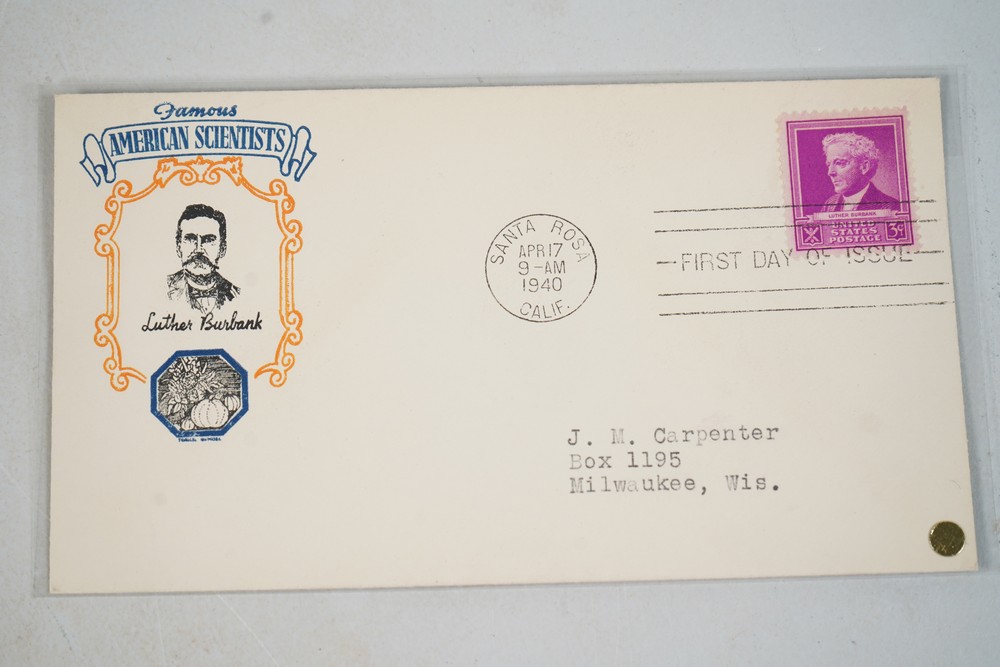 Famous
AMERICAN SCIENTISTS
Luther Burbank
SANTA ROSA
APR 17
9-AM
1940
CALIF.
LUTHER BURBANK
UNITED
STATES
POSTAGE
3¢
FIRST DAY OF ISSUE
J. M. Carpenter
Box 1195
Milwaukee, Wis.